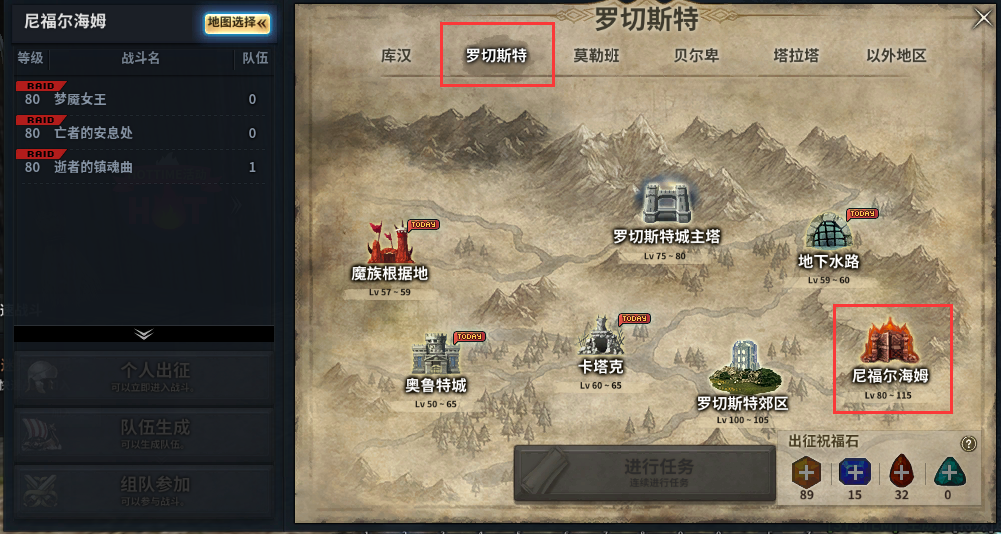 尼福尔海姆
地图选择
等级 战斗名 队伍
RAID
80 梦魇女王 0
RAID
80 亡者的安息处 0
RAID
80 逝者的镇魂曲 1
个人出征
可以立即进入战斗。
队伍生成
可以生成队伍。
组队参加
可以参与战斗。
罗切斯特
库汉 罗切斯特 莫勒班 贝尔卑 塔拉塔 以外地区
罗切斯特城主塔
Lv 75 ~ 80
TODAY
魔族根据地
Lv 57 ~ 59
TODAY
地下水路
Lv 59 ~ 60
TODAY
奥鲁特城
Lv 50 ~ 65
TODAY
卡塔克
Lv 60 ~ 65
罗切斯特郊区
Lv 100 ~ 105
尼福尔海姆
Lv 80 ~ 115
进行任务
连续进行任务
出征祝福石 ?
89 15 32 0